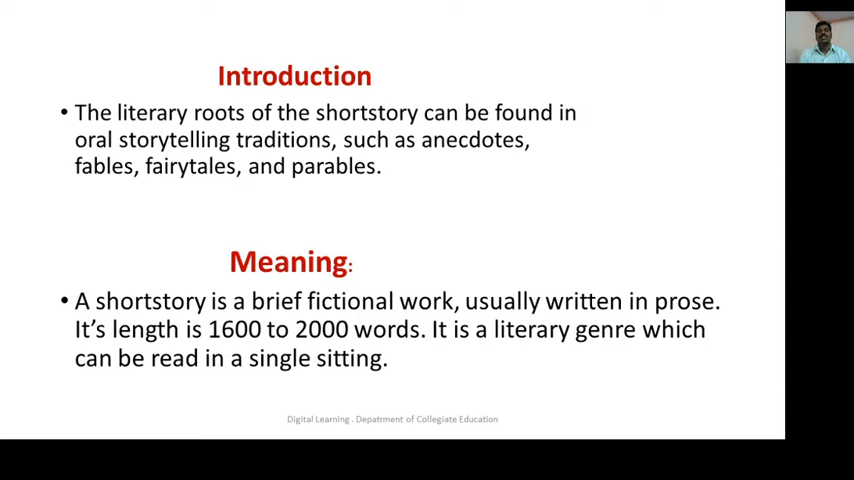 Introduction
• The literary roots of the shortstory can be found in
oral storytelling traditions, such as anecdotes,
fables, fairytales, and parables.
Meaning:
• A shortstory is a brief fictional work, usually written in prose.
It’s length is 1600 to 2000 words. It is a literary genre which
can be read in a single sitting.
Digital Learning . Depatrment of Collegiate Education